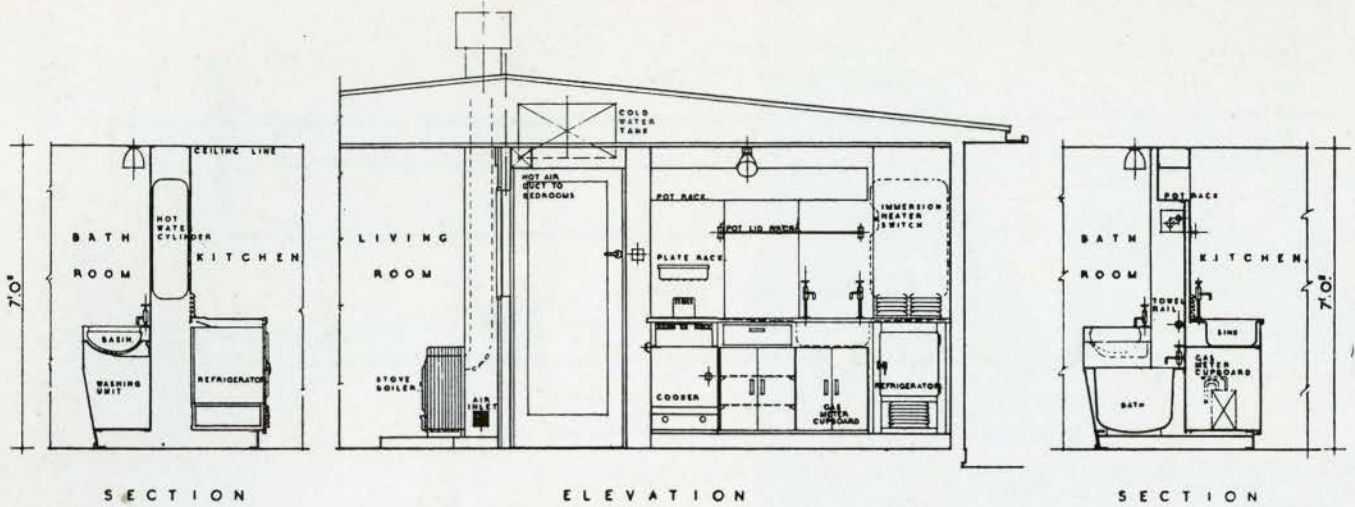 7'.0"
CEILING LINE
BATH
ROOM
HOT
WATER
CYLINDER
KITCHEN
BASIN
WASHING
UNIT
REFRIGERATOR
SECTION
COLD
WATER
TANK
HOT AIR
DUCT TO
BEDROOMS
LIVING
ROOM
POT RACK
POT LID RACK
PLATE RACK
IMMERSION
HEATER
SWITCH
STOVE
BOILER
AIR
INLET
COOKER
GAS
METER
CUPBOARD
REFRIGERATOR
ELEVATION
POT RACK
BATH
ROOM
KITCHEN
TOWEL
RAIL
SINK
GAS
METER
CUPBOARD
BATH
7'.0"
SECTION